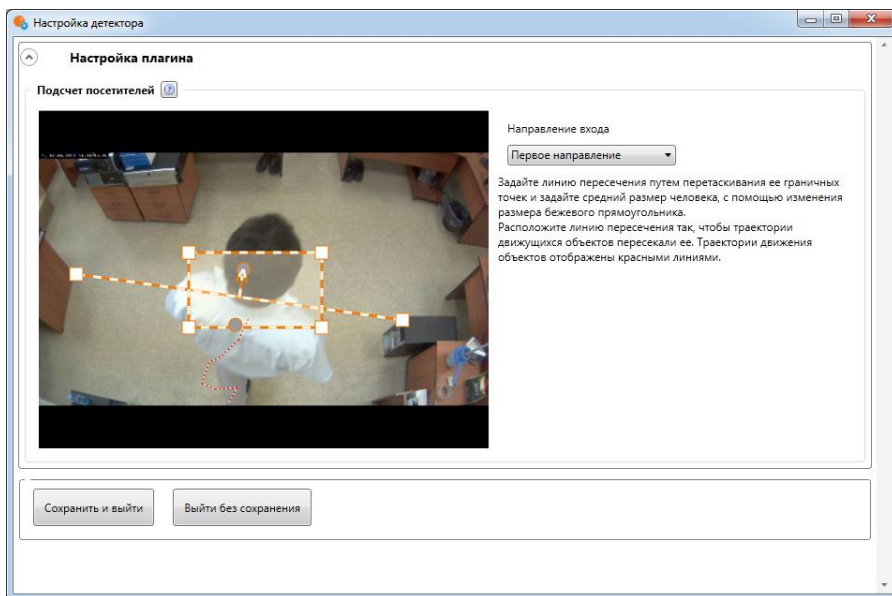 Настройка детектора
Настройка плагина
Подсчет посетителей
Направление входа
Первое направление
Задайте линию пересечения путем перетаскивания ее граничных
точек и задайте средний размер человека, с помощью изменения
размера бежевого прямоугольника.
Расположите линию пересечения так, чтобы траектории
движущихся объектов пересекали ее. Траектории движения
объектов отображены красными линиями.
Сохранить и выйти
Выйти без сохранения